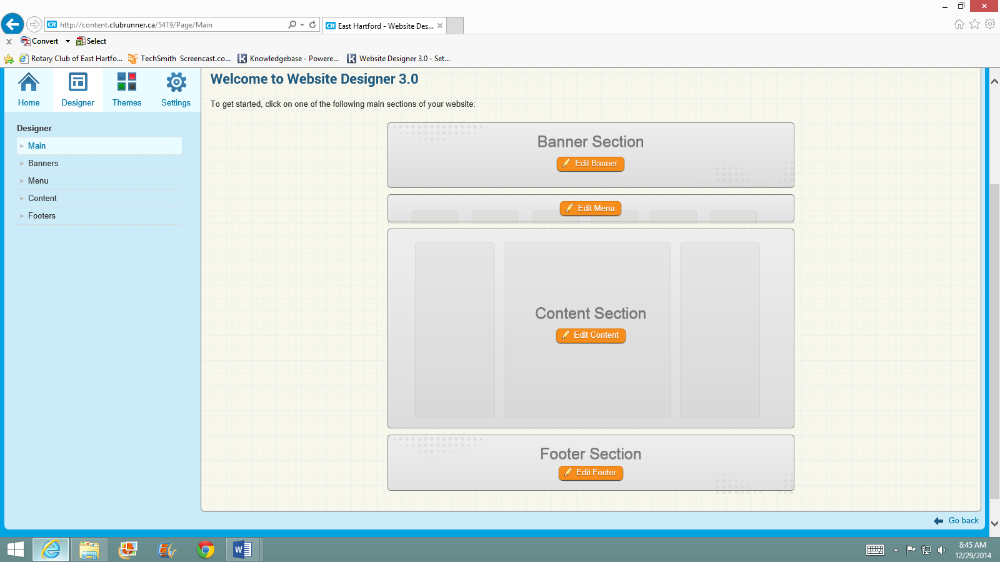 http://content.clubrunner.ca/5419/Page/Main
CR East Hartford - Website Des...
x Convert Select
Rotary Club of East Hartfo... TechSmith Screencast.co... Knowledgebase - Powere... Website Designer 3.0 - Set...
Home Designer Themes Settings
Designer
Main
Banners
Menu
Content
Footers
Welcome to Website Designer 3.0
To get started, click on one of the following main sections of your website:
Banner Section
Edit Banner
Edit Menu
Content Section
Edit Content
Footer Section
Edit Footer
Go back
8:45 AM
12/29/2014